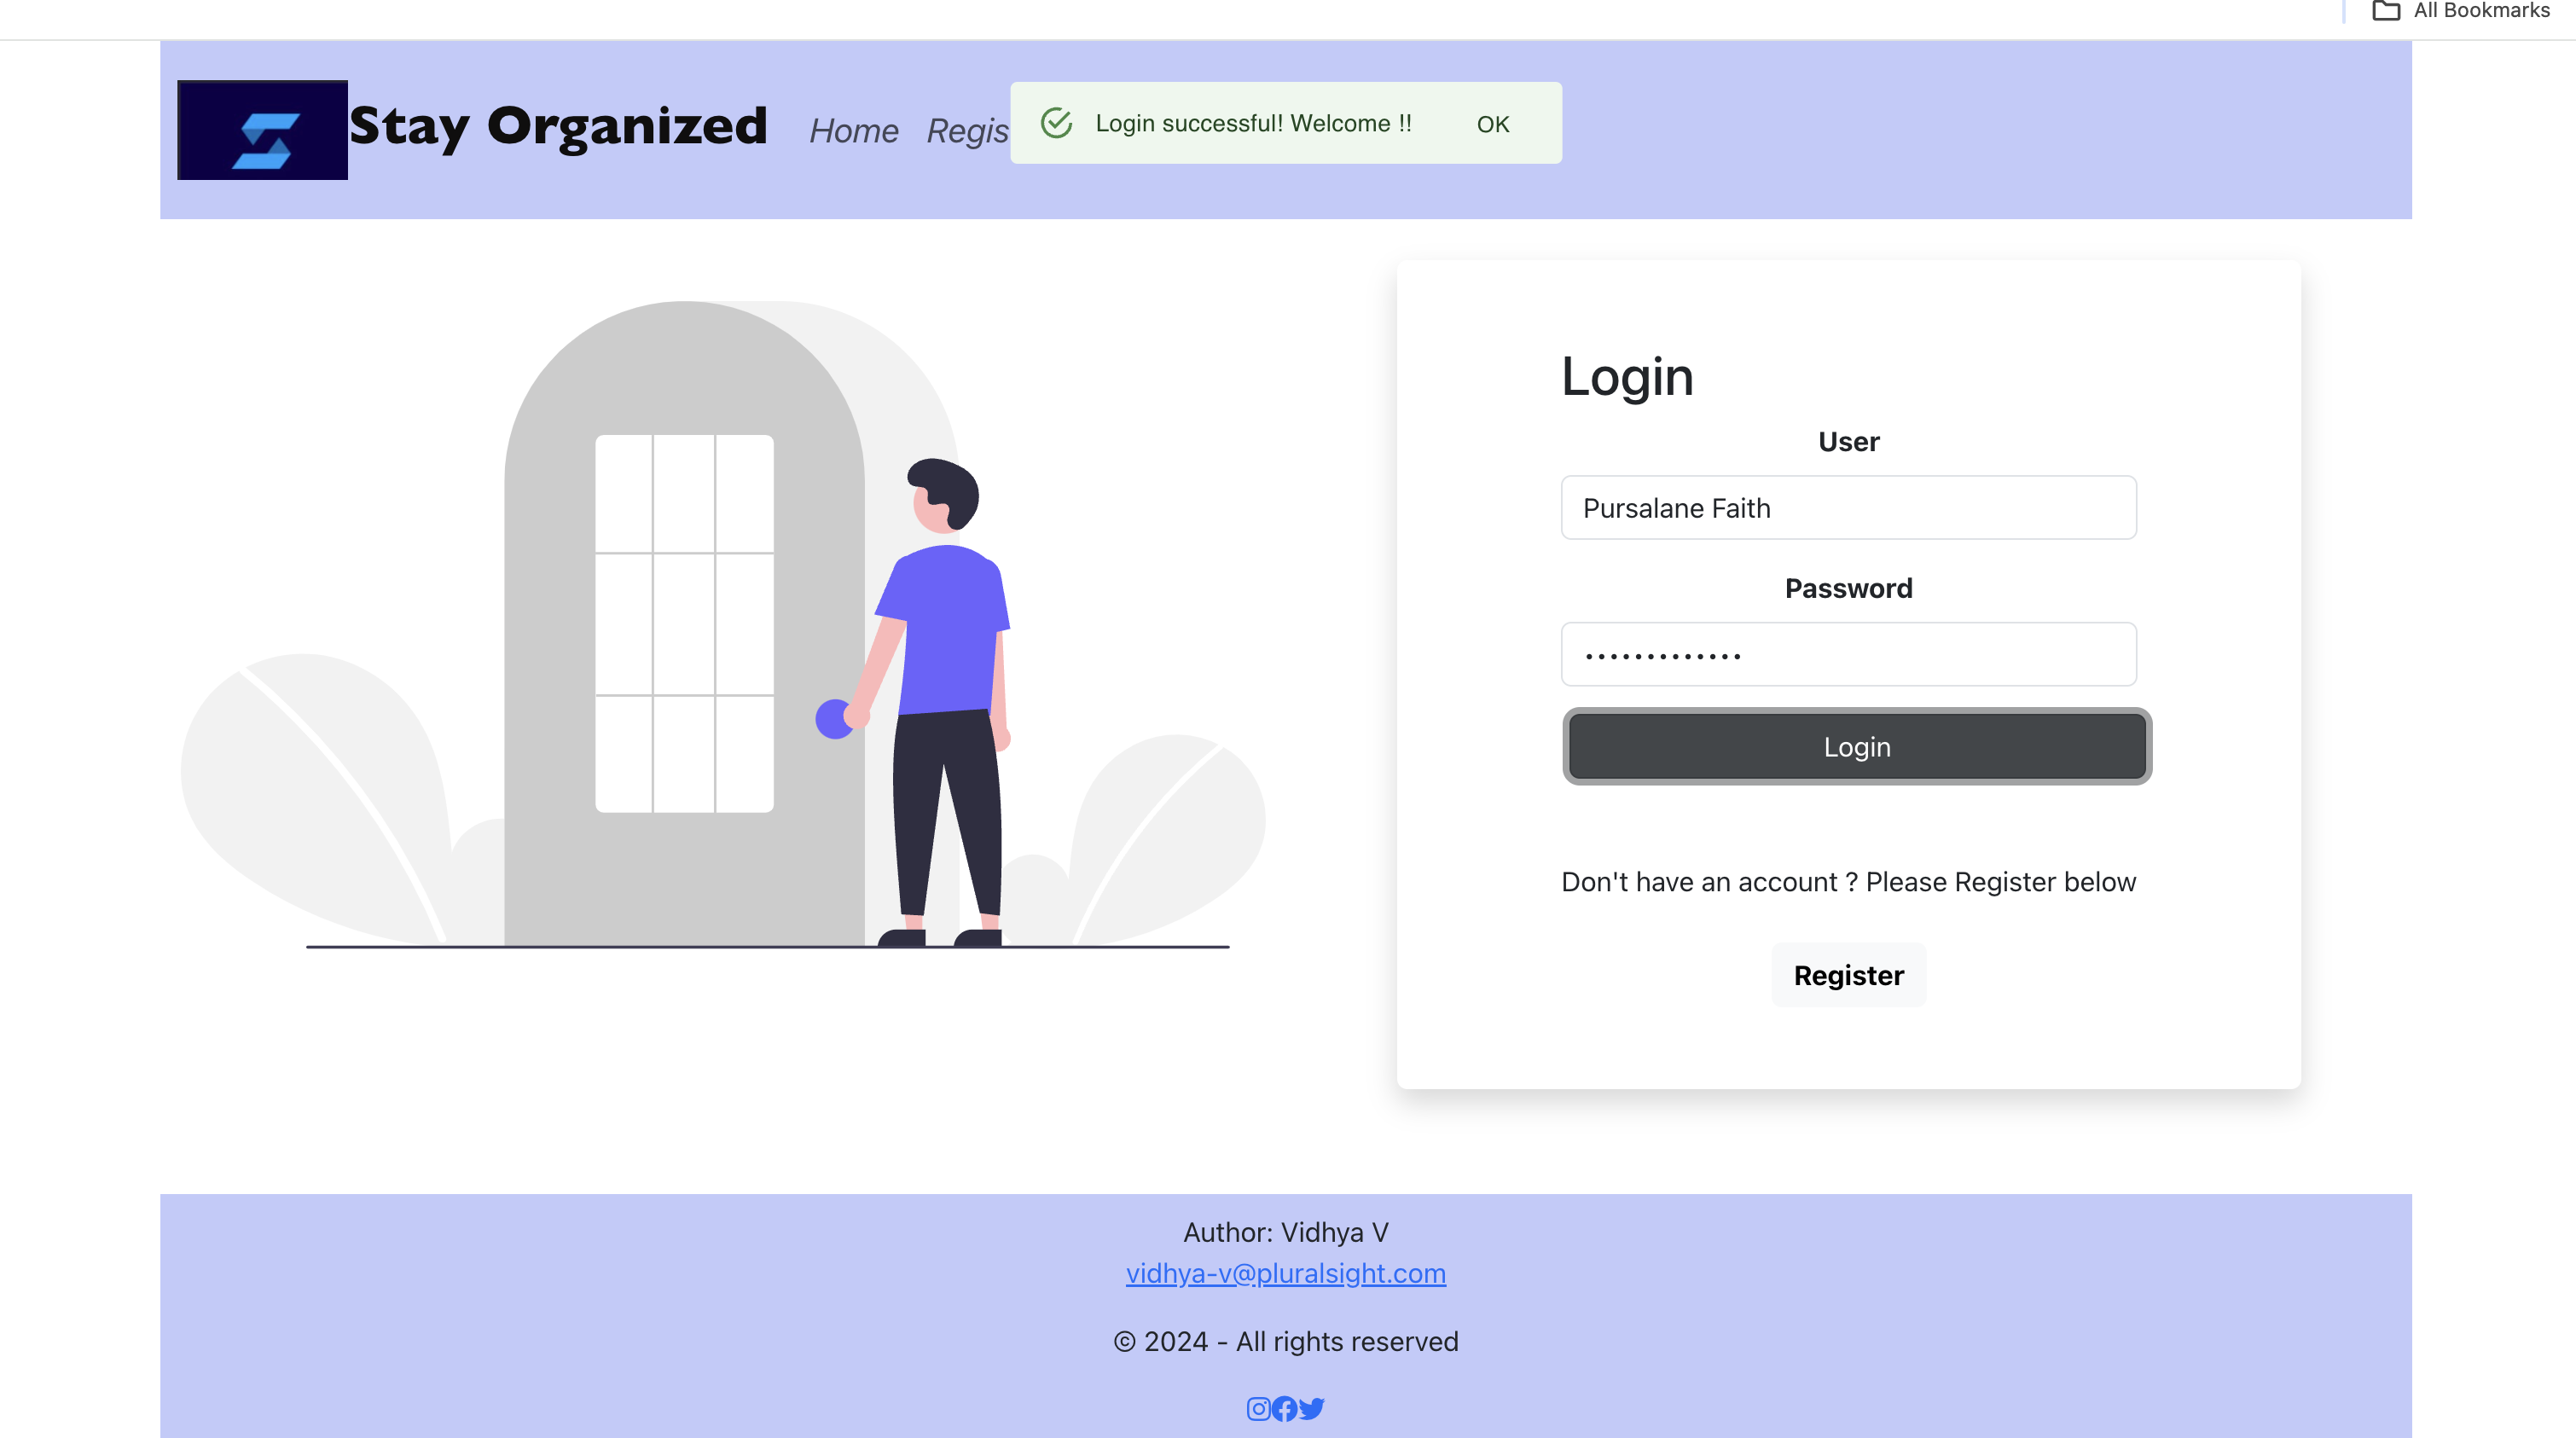 All Bookmarks
Stay Organized
Home Regis
Login successful! Welcome !! OK
Login
User
Pursalane Faith
Password
•••••••••••••
Login
Don't have an account ? Please Register below
Register
Author: Vidhya V
vidhya-v@pluralsight.com
© 2024 - All rights reserved